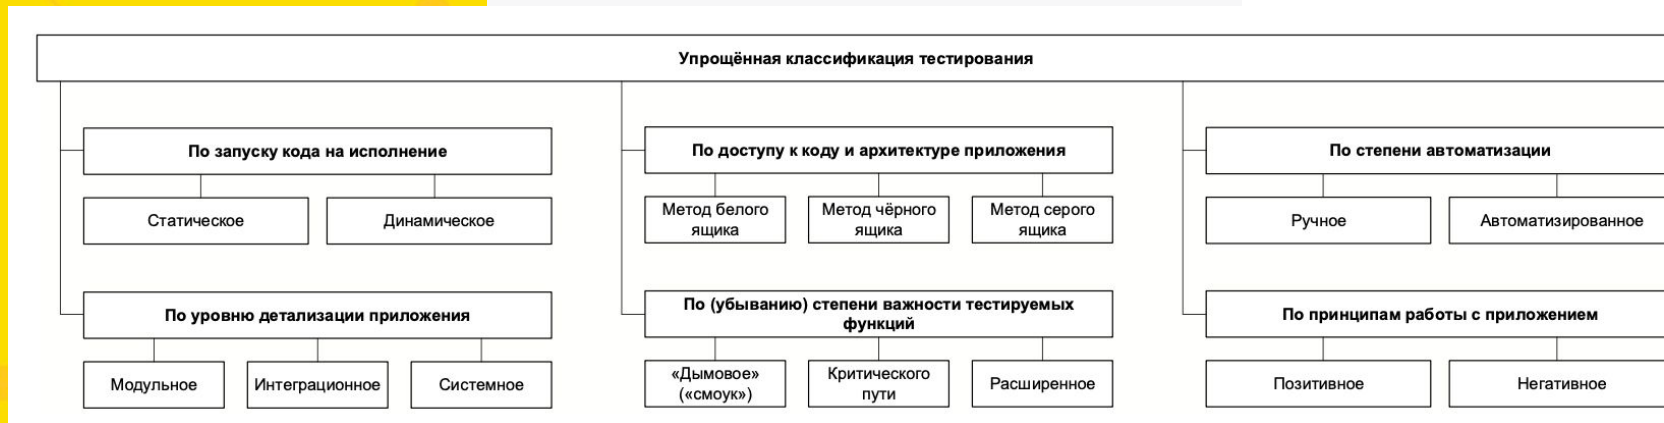 Упрощённая классификация тестирования
По запуску кода на исполнение
Статическое
Динамическое
По доступу к коду и архитектуре приложения
Метод белого
ящика
Метод чёрного
ящика
Метод серого
ящика
По степени автоматизации
Ручное
Автоматизированное
По уровню детализации приложения
Модульное
Интеграционное
Системное
По (убыванию) степени важности тестируемых
функций
«Дымовое»
(«смоук»)
Критического
пути
Расширенное
По принципам работы с приложением
Позитивное
Негативное